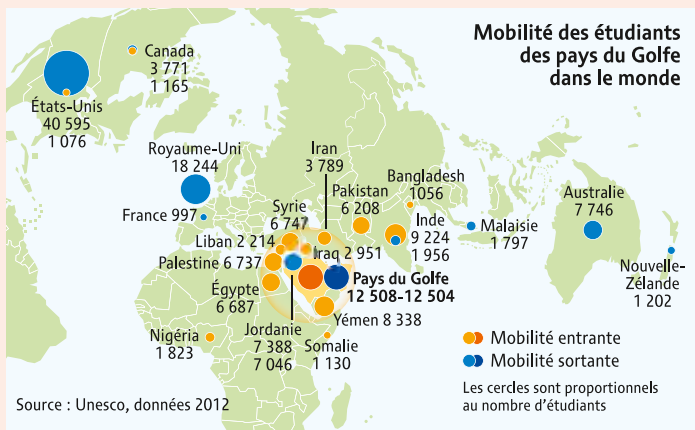 Mobilité des étudiants
des pays du Golfe
dans le monde
Canada
3 771
1 165
États-Unis
40 595
1 076
Royaume-Uni
18 244
France 997
Iran
3 789
Bangladesh
1056
Pakistan
6 208
Syrie
6 747
Inde
9 224
1 956
Australie
7 746
Malaisie
1 797
Liban 2 214
Iraq 2 951
Palestine 6 737
Pays du Golfe
12 508-12 504
Nouvelle-
Zélande
1 202
Égypte
6 687
Yémen 8 338
Nigéria
1 823
Jordanie
7 388
7 046
Somalie
1 130
Mobilité entrante
Mobilité sortante
Les cercles sont proportionnels
au nombre d'étudiants
Source : Unesco, données 2012